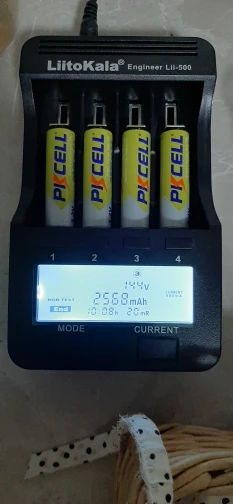 LiitoKala® Engineer Lii-500
PKCELL PKCELL PKCELL PKCELL
1 2 3 4
1.44V
NOR TEST 2568mAh
End 10:08h 20mR
MODE CURRENT